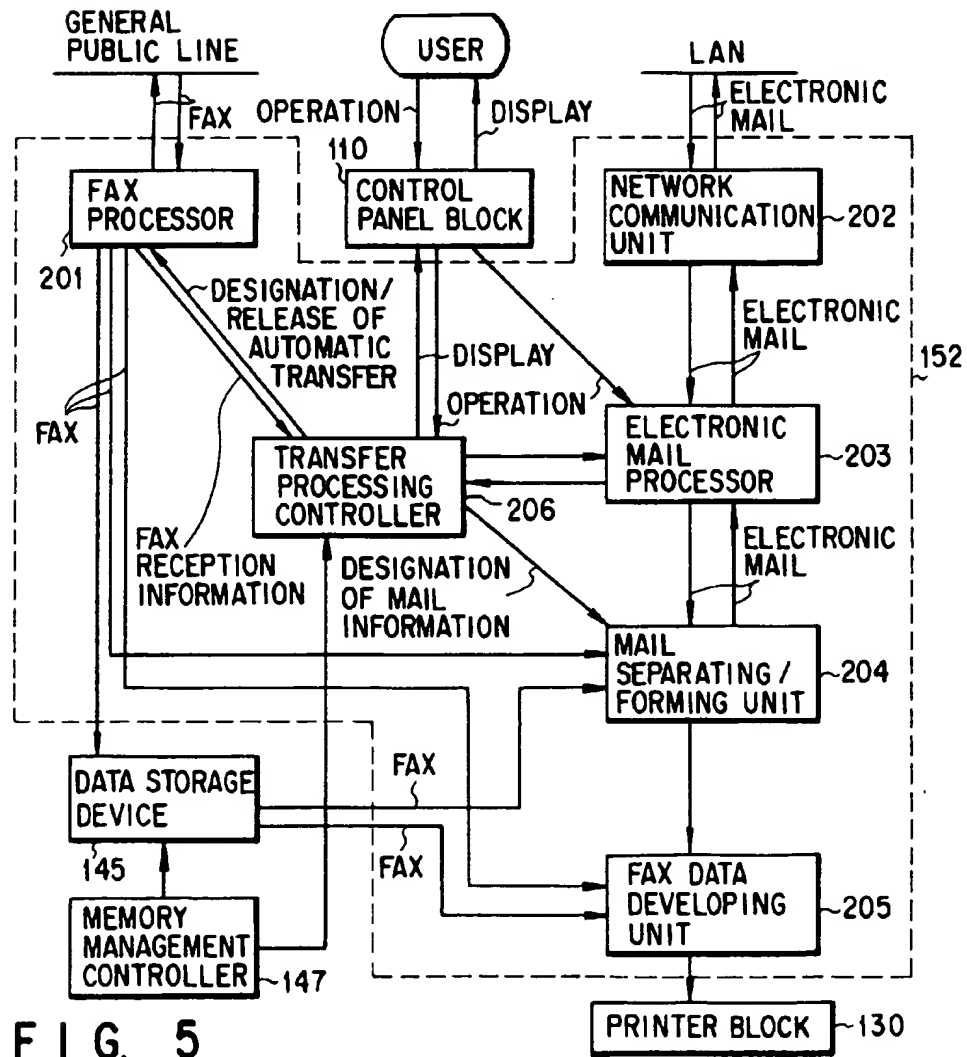 GENERAL
PUBLIC LINE
USER
LAN
FAX
OPERATION
DISPLAY
ELECTRONIC
MAIL
110
FAX
PROCESSOR
201
CONTROL
PANEL BLOCK
NETWORK
COMMUNICATION
UNIT
202
DESIGNATION/
RELEASE OF
AUTOMATIC
TRANSFER
DISPLAY
OPERATION
ELECTRONIC
MAIL
152
FAX
TRANSFER
PROCESSING
CONTROLLER
206
ELECTRONIC
MAIL
PROCESSOR
203
FAX
RECEPTION
INFORMATION
DESIGNATION
OF MAIL
INFORMATION
ELECTRONIC
MAIL
MAIL
SEPARATING/
FORMING UNIT
204
DATA STORAGE
DEVICE
145
FAX
FAX
MEMORY
MANAGEMENT
CONTROLLER
147
FAX DATA
DEVELOPING
UNIT
205
PRINTER BLOCK
130
FIG. 5